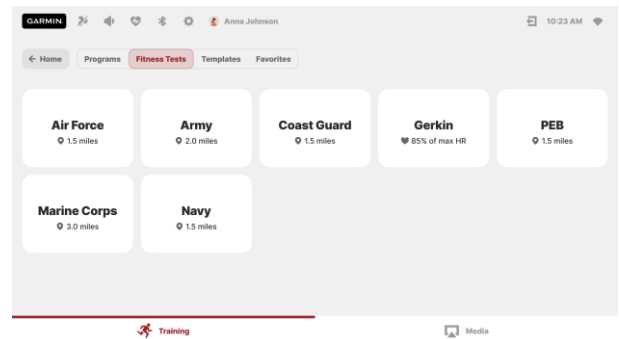 GARMIN Anna Johnson 10:23 AM
← Home Programs Fitness Tests Templates Favorites
Air Force
1.5 miles
Army
2.0 miles
Coast Guard
1.5 miles
Gerkin
85% of max HR
PEB
1.5 miles
Marine Corps
3.0 miles
Navy
1.5 miles
Training Media